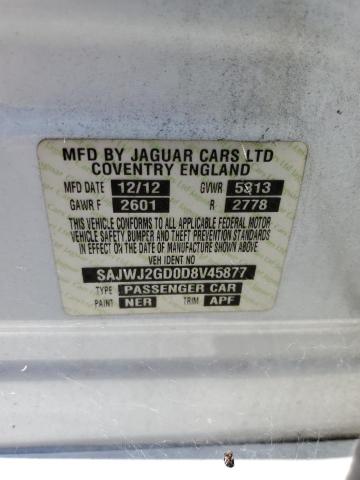 MFD BY JAGUAR CARS LTD
COVENTRY ENGLAND
MFD DATE 12/12 GVWR 5313
GAWR F 2601 R 2778
THIS VEHICLE CONFORMS TO ALL APPLICABLE FEDERAL MOTOR
VEHICLE SAFETY, BUMPER AND THEFT PREVENTION STANDARDS
IN EFFECT ON THE DATE OF MANUFACTURE SHOWN ABOVE
VEH IDENT NO
SAJWJ2GD0D8V45877
TYPE PASSENGER CAR
PAINT NER TRIM APF